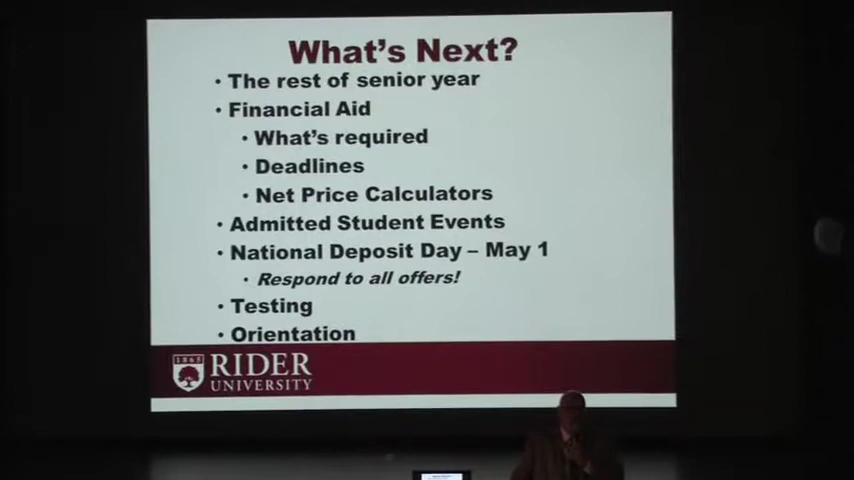 What's Next?
• The rest of senior year
• Financial Aid
• What's required
• Deadlines
• Net Price Calculators
• Admitted Student Events
• National Deposit Day – May 1
• Respond to all offers!
• Testing
• Orientation
1865
RIDER
UNIVERSITY